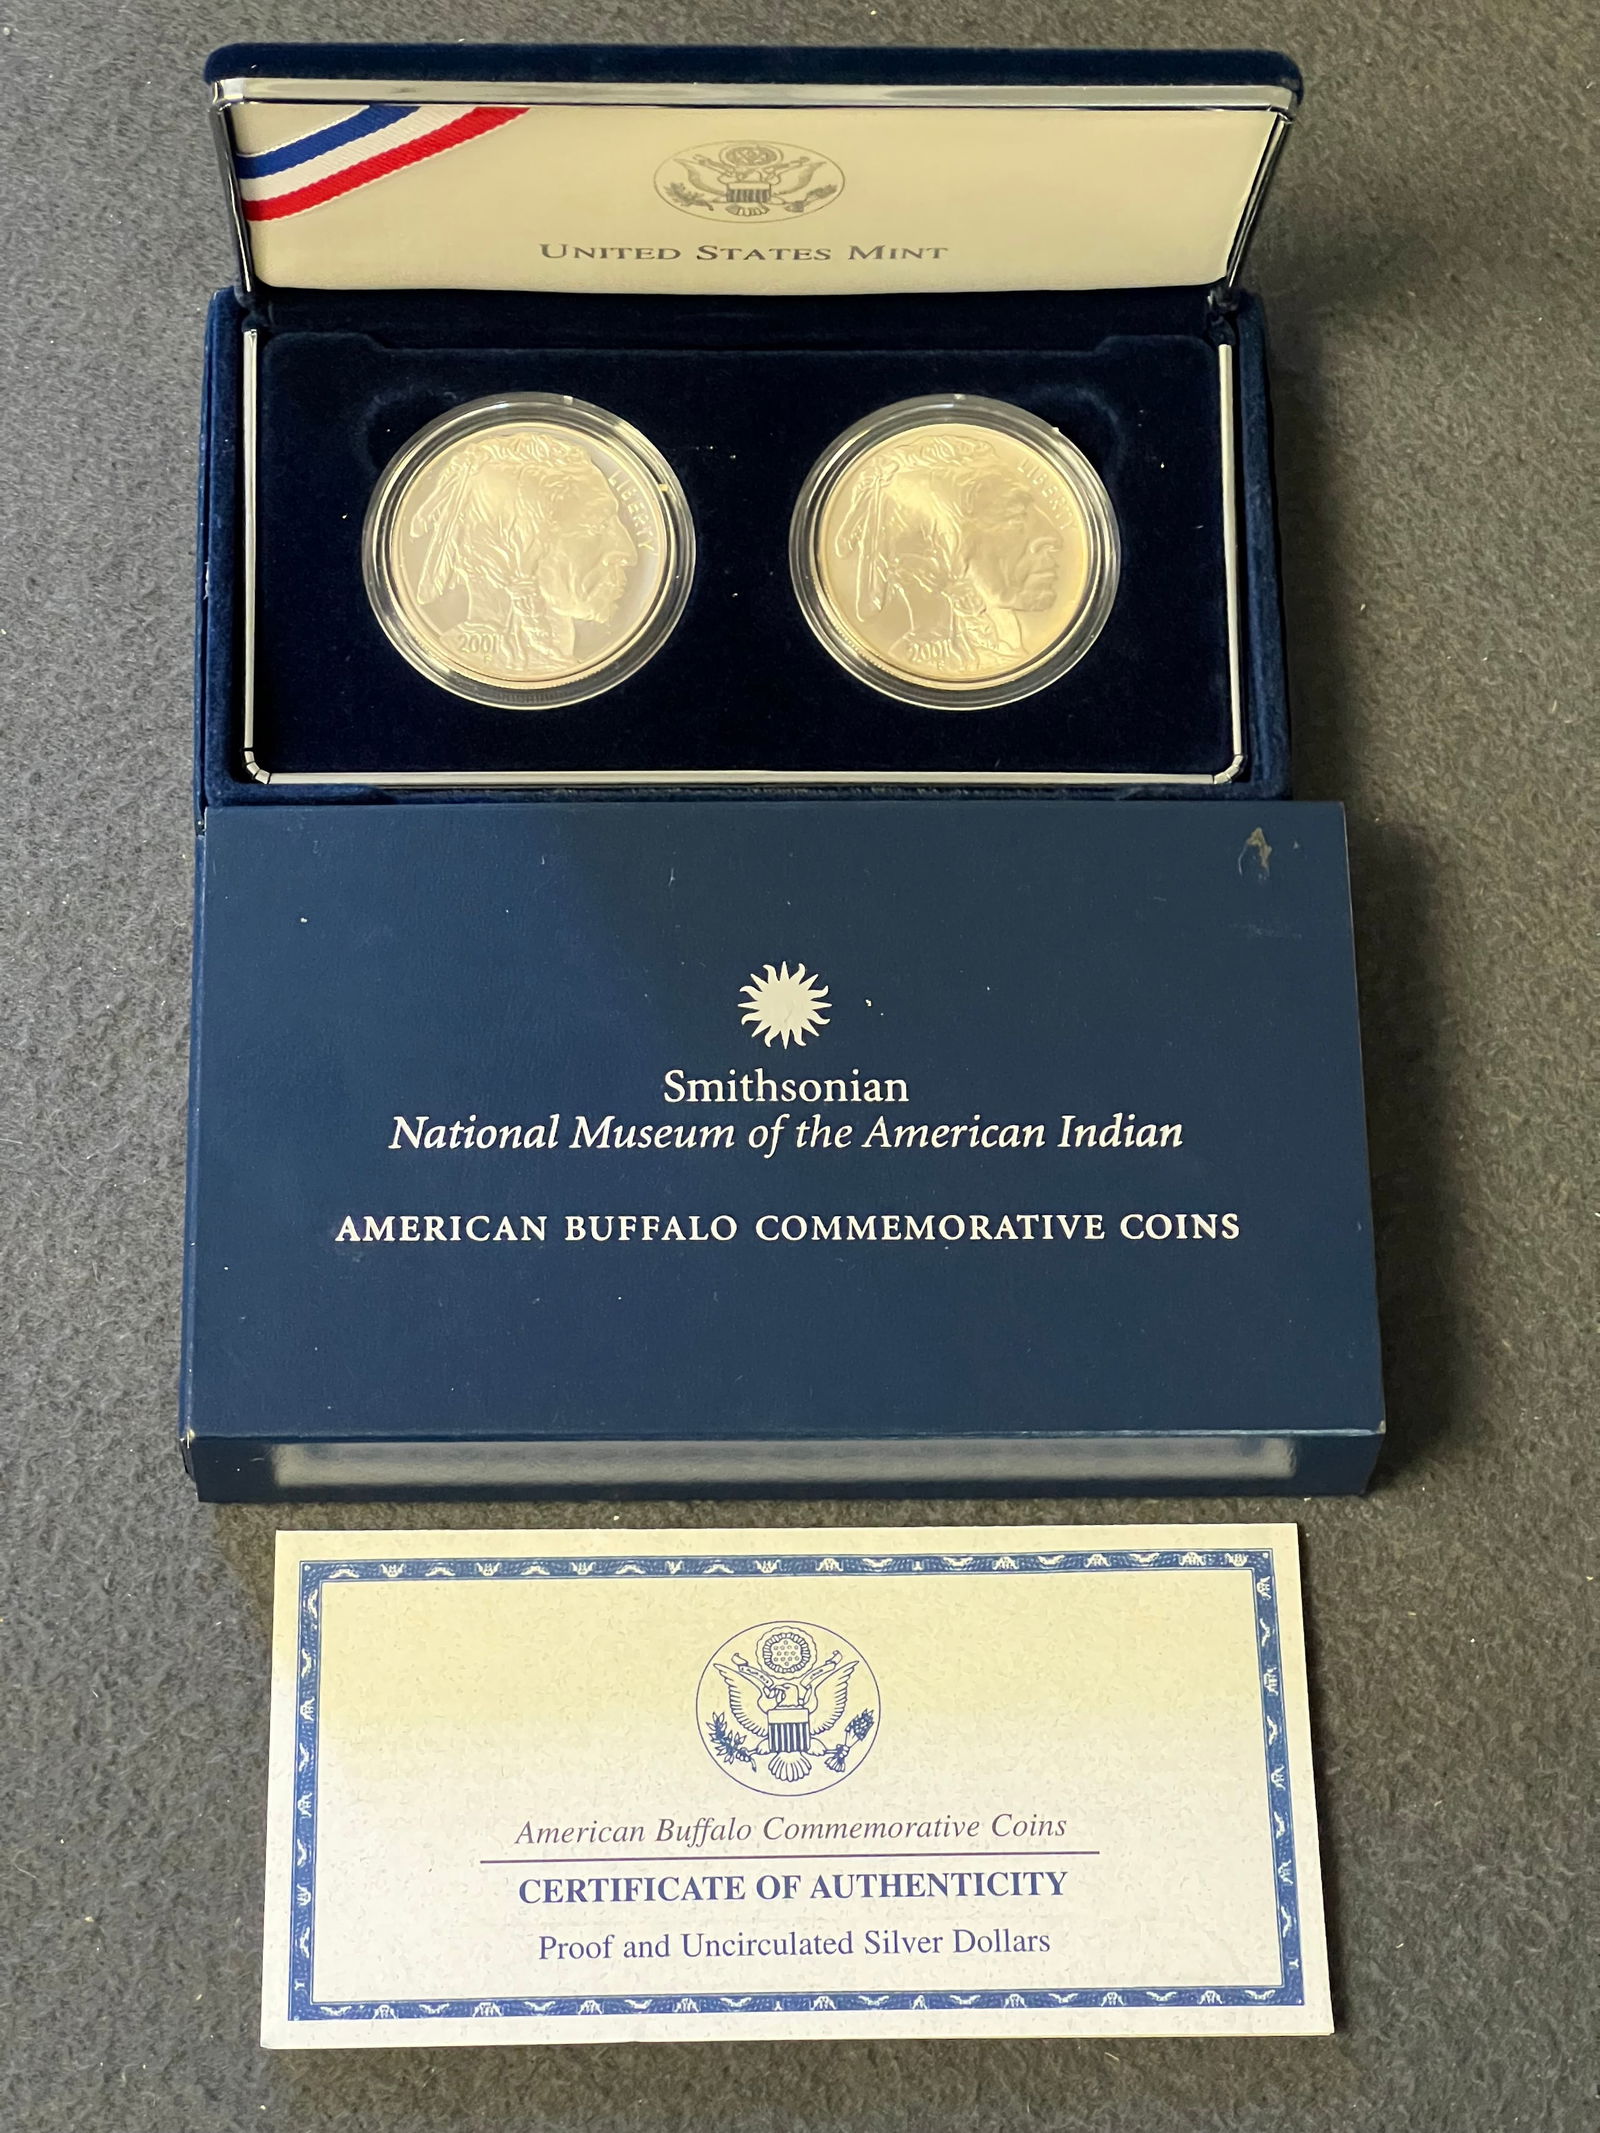 UNITED STATES MINT
LIBERTY
2001
F
LIBERTY
2001
F
Smithsonian
National Museum of the American Indian
AMERICAN BUFFALO COMMEMORATIVE COINS
American Buffalo Commemorative Coins
CERTIFICATE OF AUTHENTICITY
Proof and Uncirculated Silver Dollars